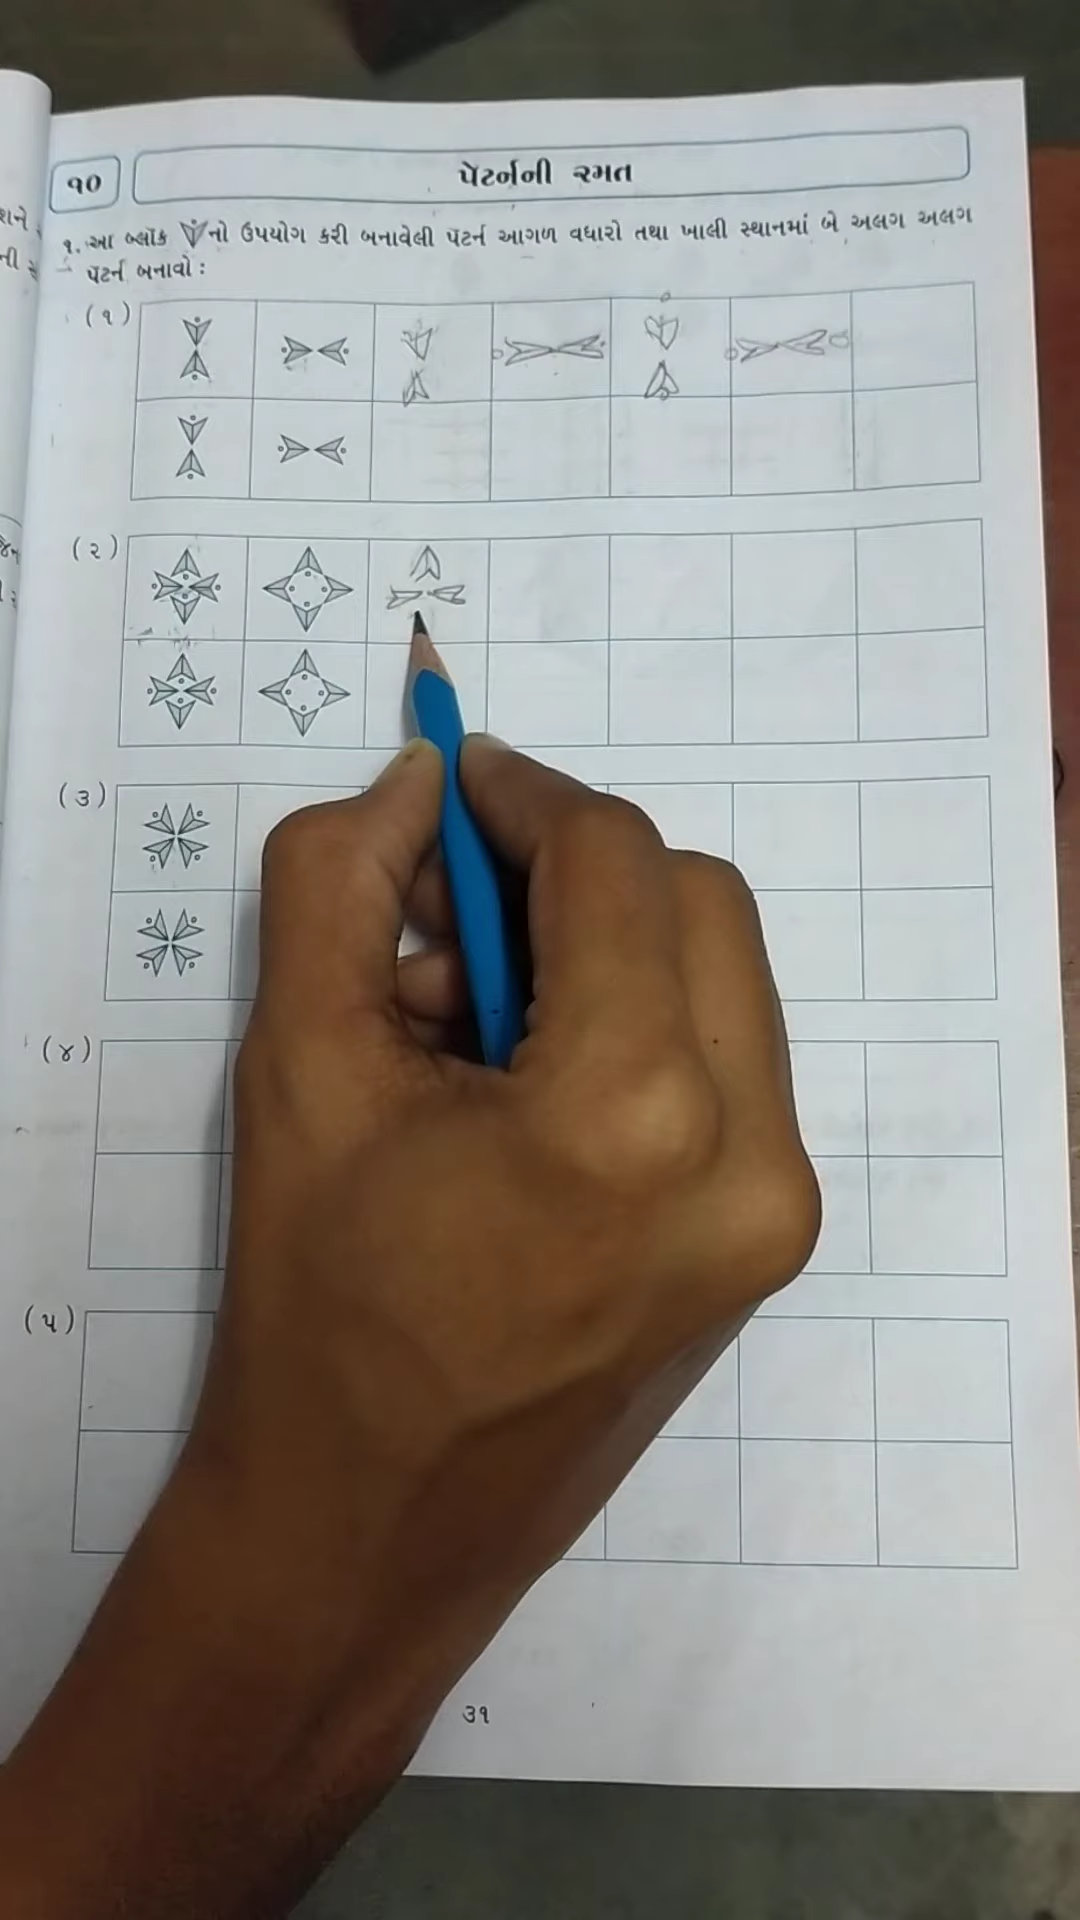 ૧૦
પેટર્નની રમત
૧. આ બ્લૉક નો ઉપયોગ કરી બનાવેલી પૅટર્ન આગળ વધારો તથા ખાલી સ્થાનમાં બે અલગ અલગ
પૅટર્ન બનાવો :
(૧)
(૨)
(૩)
(૪)
(૫)
૩૧